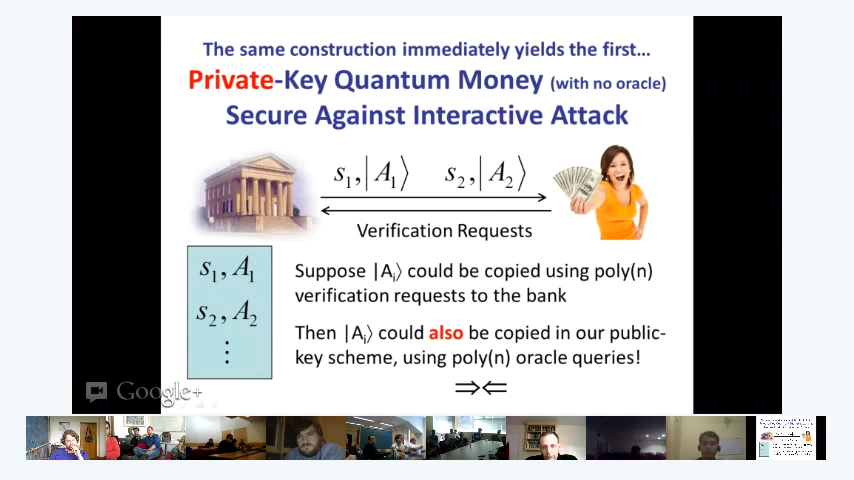 The same construction immediately yields the first…
Private-Key Quantum Money (with no oracle)
Secure Against Interactive Attack
s₁,|A₁⟩ s₂,|A₂⟩
Verification Requests
s₁, A₁
s₂, A₂
⋮
Suppose |Aᵢ⟩ could be copied using poly(n)
verification requests to the bank
Then |Aᵢ⟩ could also be copied in our public-
key scheme, using poly(n) oracle queries!
⇒⇐
Google+